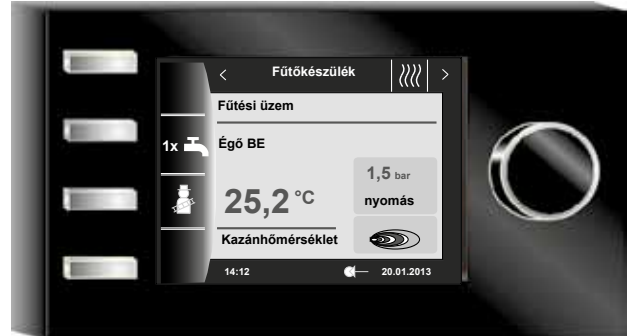 Fűtőkészülék
Fűtési üzem
1x
Égő BE
1,5 bar
25,2 °C
nyomás
Kazánhőmérséklet
14:12
20.01.2013